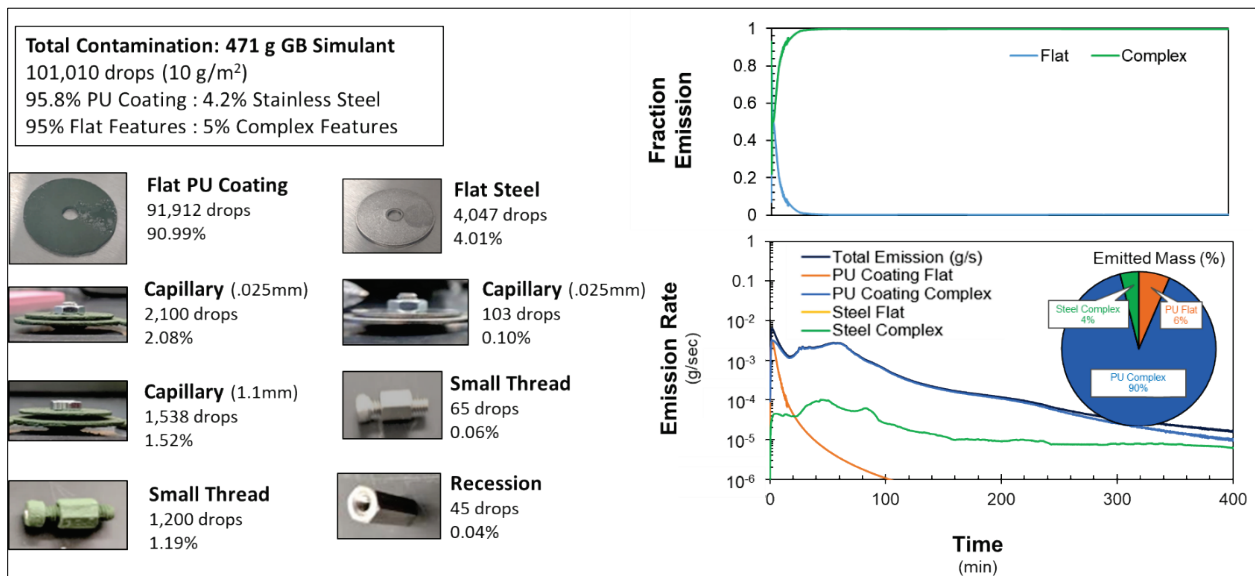 Total Contamination: 471 g GB Simulant
101,010 drops (10 g/m²)
95.8% PU Coating : 4.2% Stainless Steel
95% Flat Features : 5% Complex Features
Flat PU Coating
91,912 drops
90.99%
Flat Steel
4,047 drops
4.01%
Capillary (.025mm)
2,100 drops
2.08%
Capillary (.025mm)
103 drops
0.10%
Capillary (1.1mm)
1,538 drops
1.52%
Small Thread
65 drops
0.06%
Small Thread
1,200 drops
1.19%
Recession
45 drops
0.04%
Fraction
Emission
1
0.8
0.6
0.4
0.2
0
Flat
Complex
Emission Rate
(g/sec)
1
0.1
10⁻²
10⁻³
10⁻⁴
10⁻⁵
10⁻⁶
Total Emission (g/s)
PU Coating Flat
PU Coating Complex
Steel Flat
Steel Complex
Emitted Mass (%)
Steel Complex
4%
PU Flat
6%
PU Complex
90%
0
100
200
300
400
Time
(min)